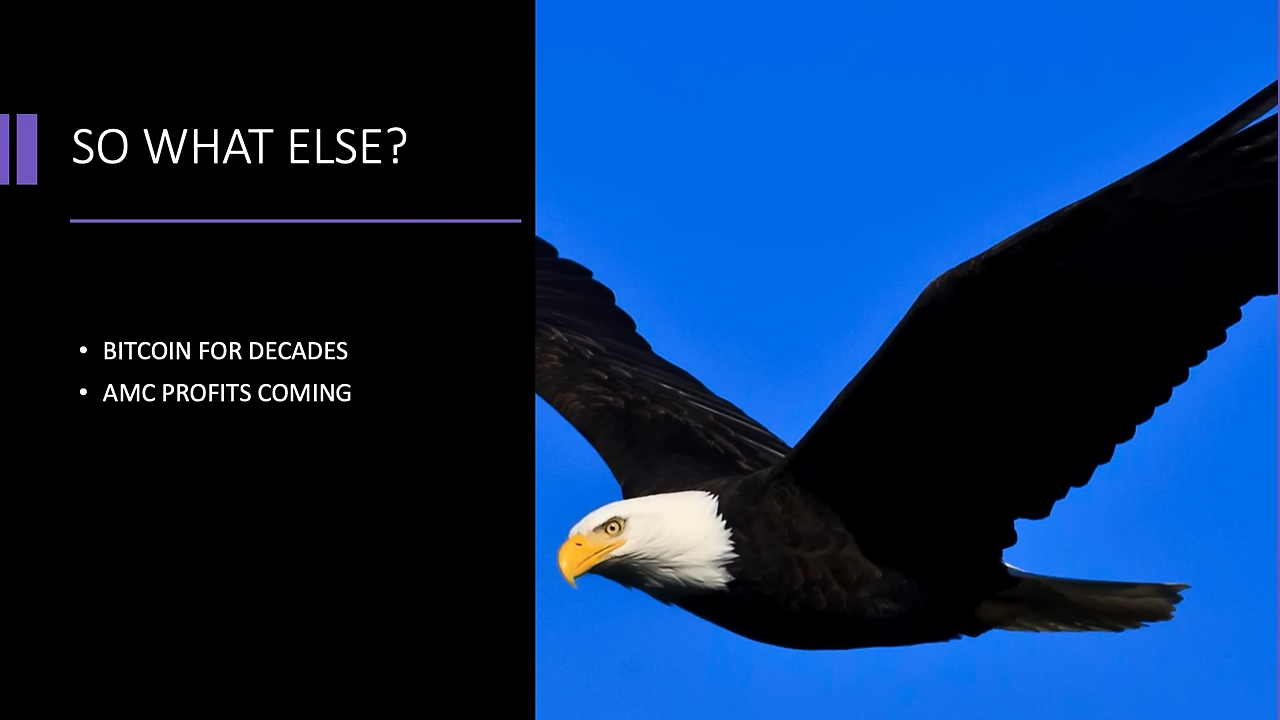 SO WHAT ELSE?
• BITCOIN FOR DECADES
• AMC PROFITS COMING